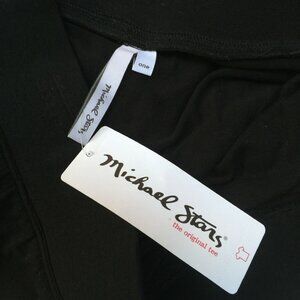 one
Michael Stars
Michael Stars®
the original tee